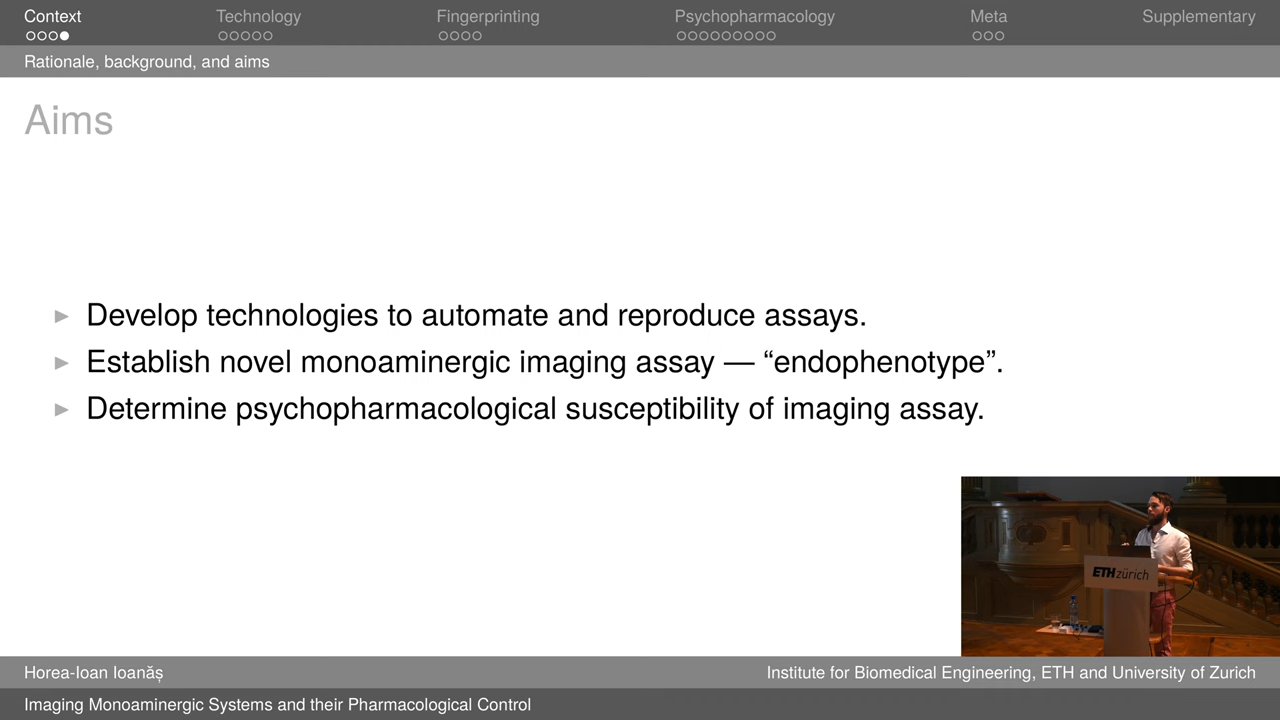 Context Technology Fingerprinting Psychopharmacology Meta Supplementary
Rationale, background, and aims
Aims
Develop technologies to automate and reproduce assays.
Establish novel monoaminergic imaging assay — “endophenotype”.
Determine psychopharmacological susceptibility of imaging assay.
ETH zürich
Horea-Ioan Ioanăș Institute for Biomedical Engineering, ETH and University of Zurich
Imaging Monoaminergic Systems and their Pharmacological Control